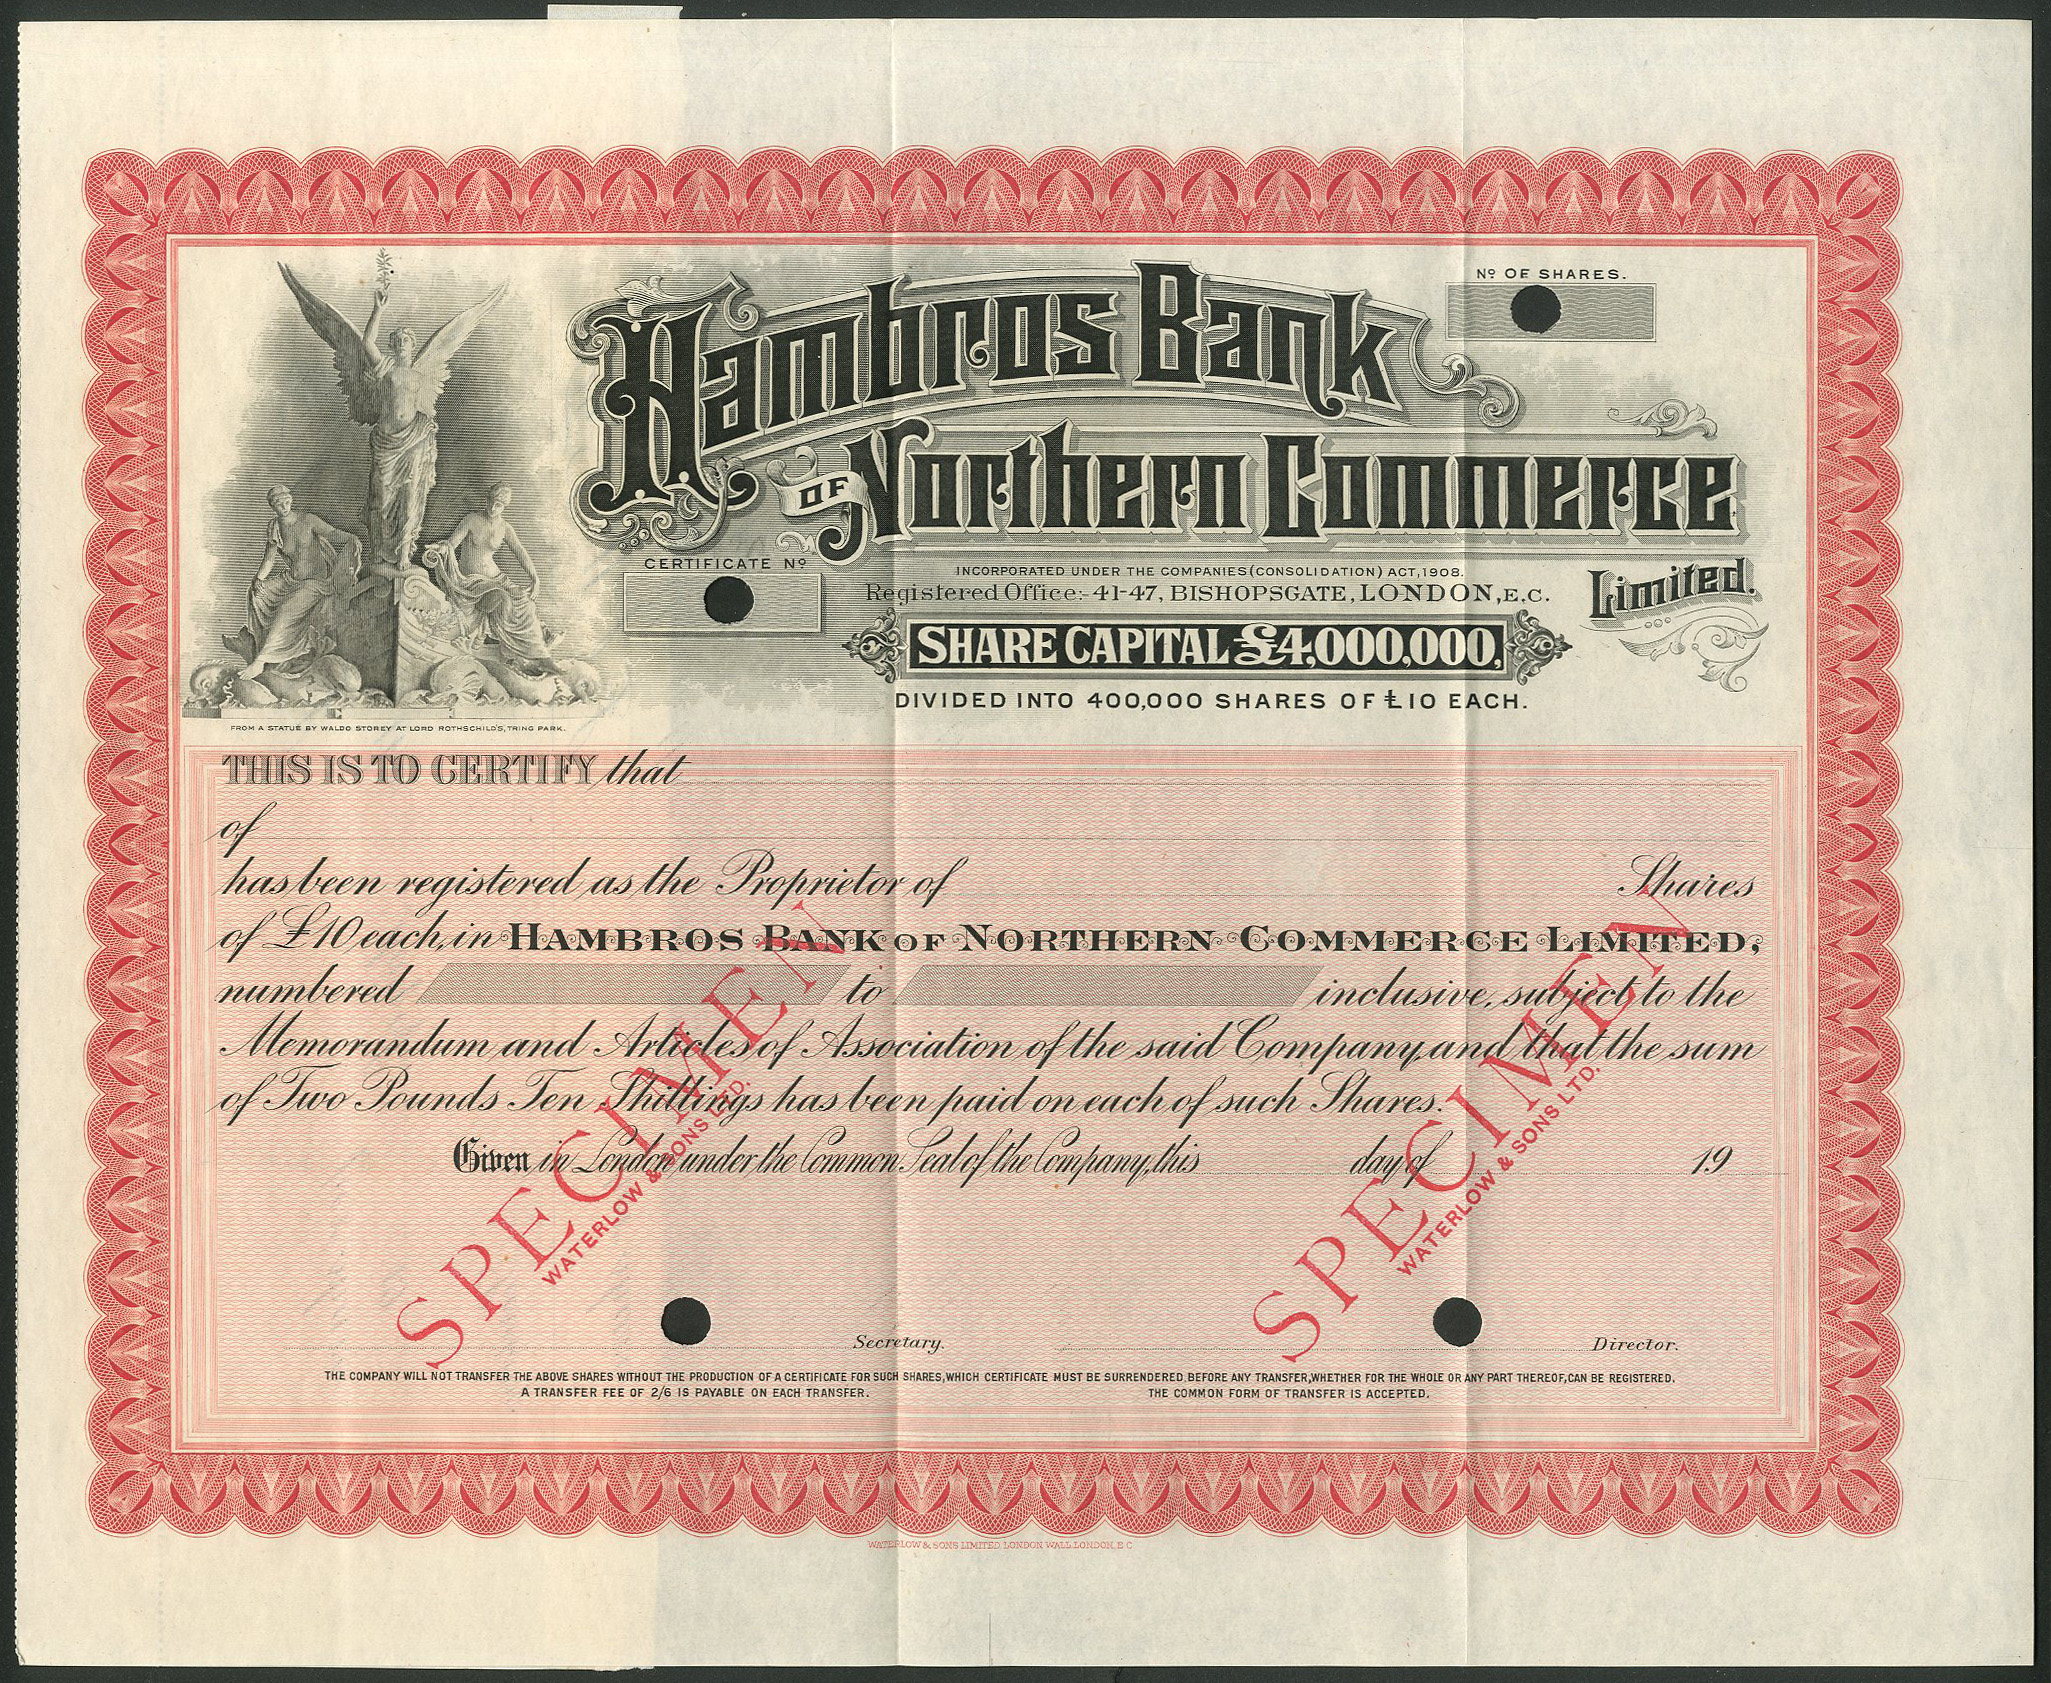 Nº OF SHARES.
Hambros Bank
OF Northern Commerce
Limited.
CERTIFICATE Nº
INCORPORATED UNDER THE COMPANIES (CONSOLIDATION) ACT, 1908.
Registered Office:- 41-47, BISHOPSGATE, LONDON, E.C.
SHARE CAPITAL £4,000,000,
DIVIDED INTO 400,000 SHARES OF £10 EACH.
FROM A STATUE BY WALDO STOREY AT LORD ROTHSCHILD'S, TRING PARK.
THIS IS TO CERTIFY that
of
has been registered as the Proprietor of Shares
of £10 each, in HAMBROS BANK OF NORTHERN COMMERCE LIMITED,
numbered to inclusive, subject to the
Memorandum and Articles of Association of the said Company, and that the sum
of Two Pounds Ten Shillings has been paid on each of such Shares.
Given in London under the Common Seal of the Company, this day of 19
SPECIMEN
WATERLOW & SONS LTD.
SPECIMEN
WATERLOW & SONS LTD.
Secretary. Director.
THE COMPANY WILL NOT TRANSFER THE ABOVE SHARES WITHOUT THE PRODUCTION OF A CERTIFICATE FOR SUCH SHARES, WHICH CERTIFICATE MUST BE SURRENDERED BEFORE ANY TRANSFER, WHETHER FOR THE WHOLE OR ANY PART THEREOF, CAN BE REGISTERED.
A TRANSFER FEE OF 2/6 IS PAYABLE ON EACH TRANSFER. THE COMMON FORM OF TRANSFER IS ACCEPTED.
WATERLOW & SONS LIMITED, LONDON WALL, LONDON, E C